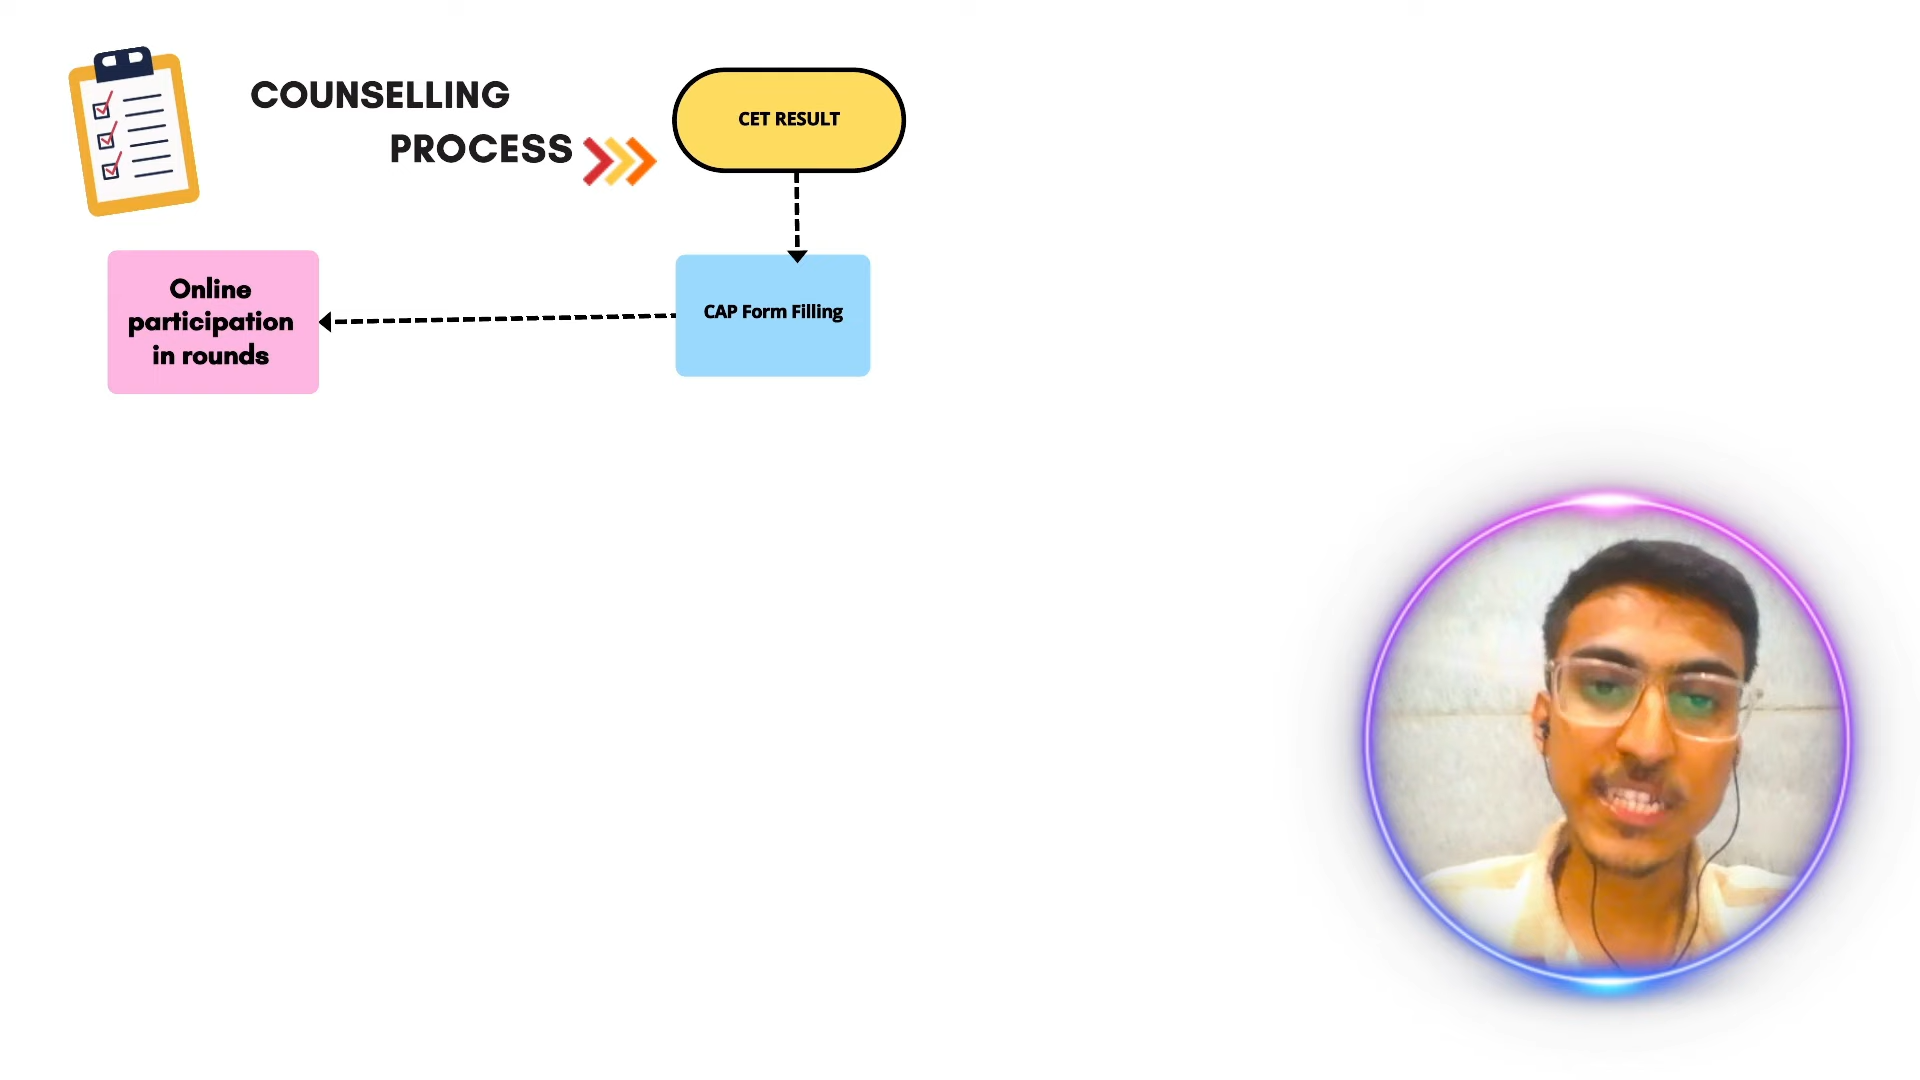 COUNSELLING
PROCESS
CET RESULT
CAP Form Filling
Online
participation
in rounds